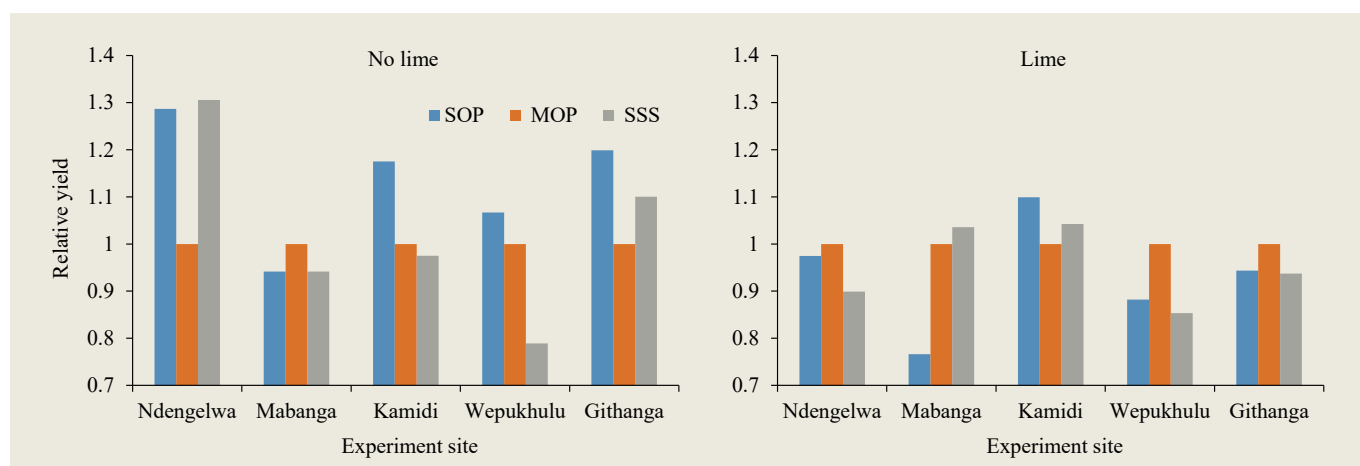 No lime
1.4
1.3
1.2
1.1
1
0.9
0.8
0.7
Relative yield
SOP MOP SSS
Ndengelwa Mabanga Kamidi Wepukhulu Githanga
Experiment site
Lime
1.4
1.3
1.2
1.1
1
0.9
0.8
0.7
Ndengelwa Mabanga Kamidi Wepukhulu Githanga
Experiment site